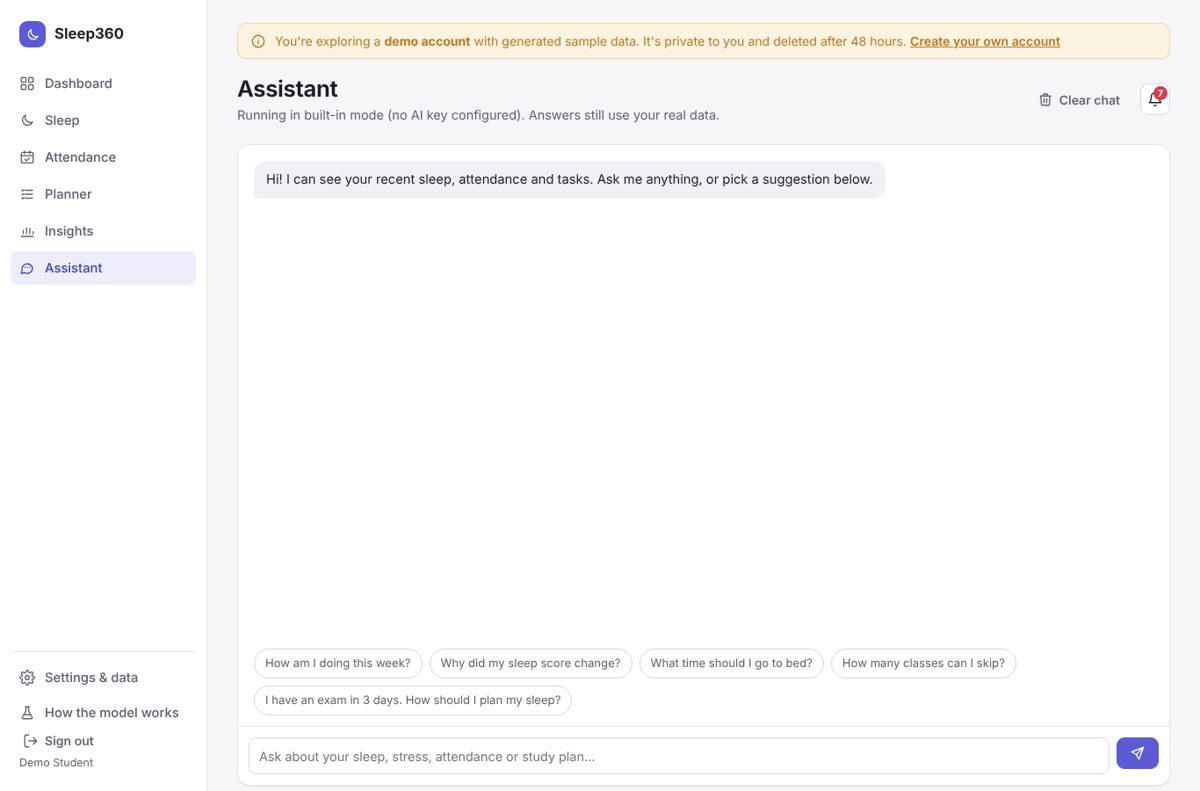 Sleep360
Dashboard
Sleep
Attendance
Planner
Insights
Assistant
Settings & data
How the model works
Sign out
Demo Student
You're exploring a demo account with generated sample data. It's private to you and deleted after 48 hours. Create your own account
Assistant
Running in built-in mode (no AI key configured). Answers still use your real data.
Clear chat
7
Hi! I can see your recent sleep, attendance and tasks. Ask me anything, or pick a suggestion below.
How am I doing this week?
Why did my sleep score change?
What time should I go to bed?
How many classes can I skip?
I have an exam in 3 days. How should I plan my sleep?
Ask about your sleep, stress, attendance or study plan...